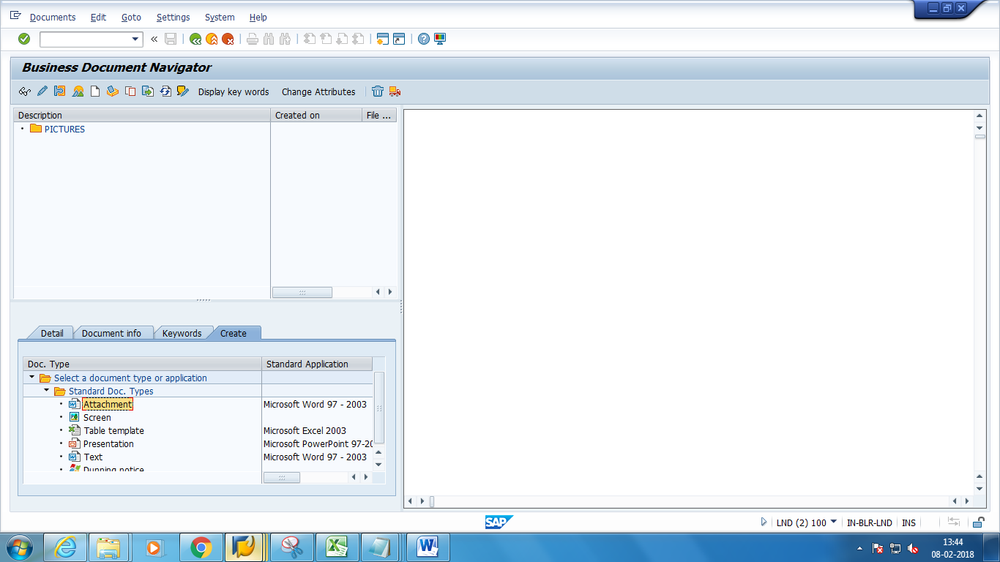 Documents Edit Goto Settings System Help
Business Document Navigator
Display key words Change Attributes
Description Created on File ...
PICTURES
Detail Document info Keywords Create
Doc. Type Standard Application
Select a document type or application
Standard Doc. Types
Attachment Microsoft Word 97 - 2003
Screen
Table template Microsoft Excel 2003
Presentation Microsoft PowerPoint 97-20
Text Microsoft Word 97 - 2003
Dunning notice
SAP LND (2) 100 IN-BLR-LND INS
13:44
08-02-2018